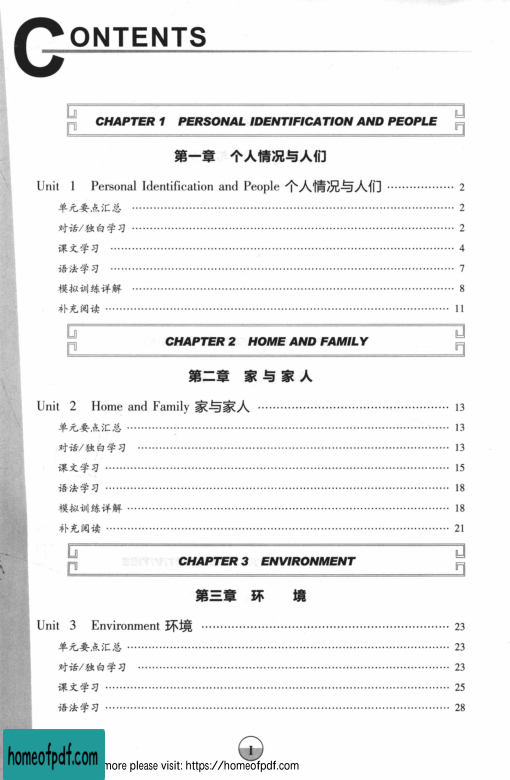 CONTENTS
CHAPTER 1 PERSONAL IDENTIFICATION AND PEOPLE
第一章 个人情况与人们
Unit 1 Personal Identification and People 个人情况与人们 ………………… 2
单元要点汇总 ………………… 2
对话/独白学习 ………………… 2
课文学习 ………………… 4
语法学习 ………………… 7
模拟训练详解 ………………… 8
补充阅读 ………………… 11
CHAPTER 2 HOME AND FAMILY
第二章 家与家人
Unit 2 Home and Family 家与家人 ………………… 13
单元要点汇总 ………………… 13
对话/独白学习 ………………… 13
课文学习 ………………… 15
语法学习 ………………… 18
模拟训练详解 ………………… 18
补充阅读 ………………… 21
CHAPTER 3 ENVIRONMENT
第三章 环 境
Unit 3 Environment 环境 ………………… 23
单元要点汇总 ………………… 23
对话/独白学习 ………………… 23
课文学习 ………………… 25
语法学习 ………………… 28
I
homeofpdf.com
more please visit: https://homeofpdf.com